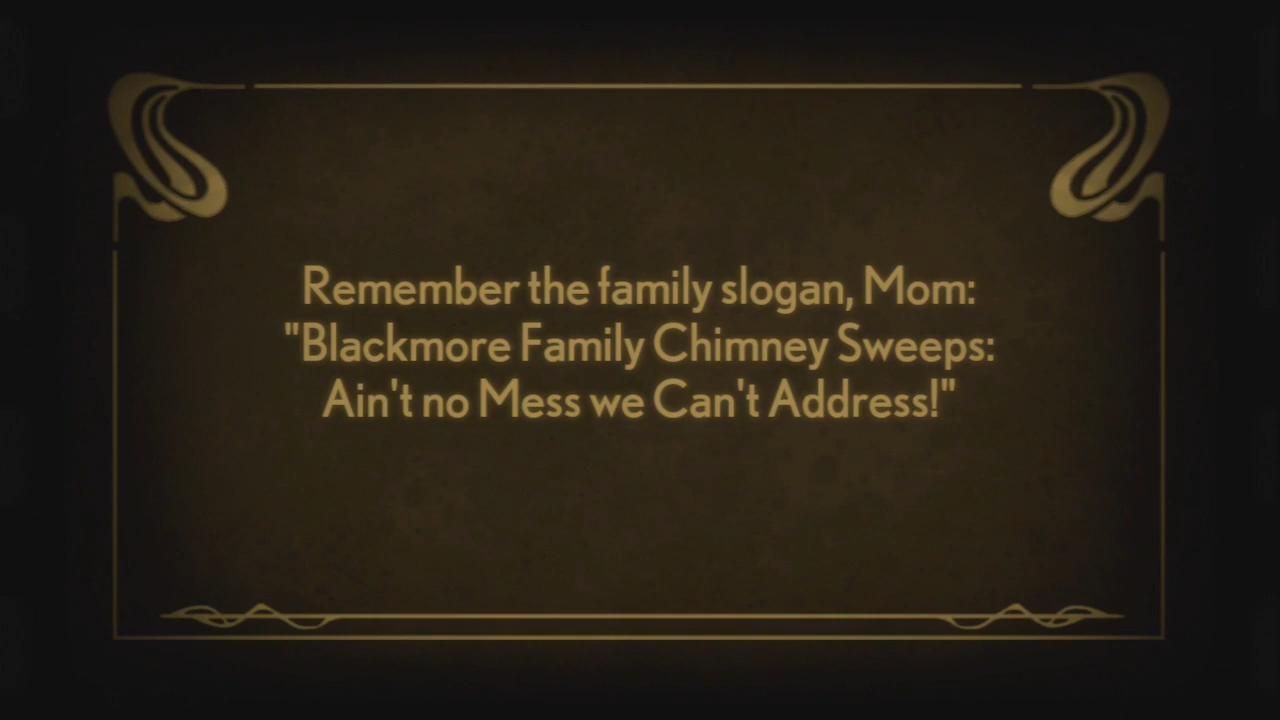 Remember the family slogan, Mom:
"Blackmore Family Chimney Sweeps:
Ain't no Mess we Can't Address!"